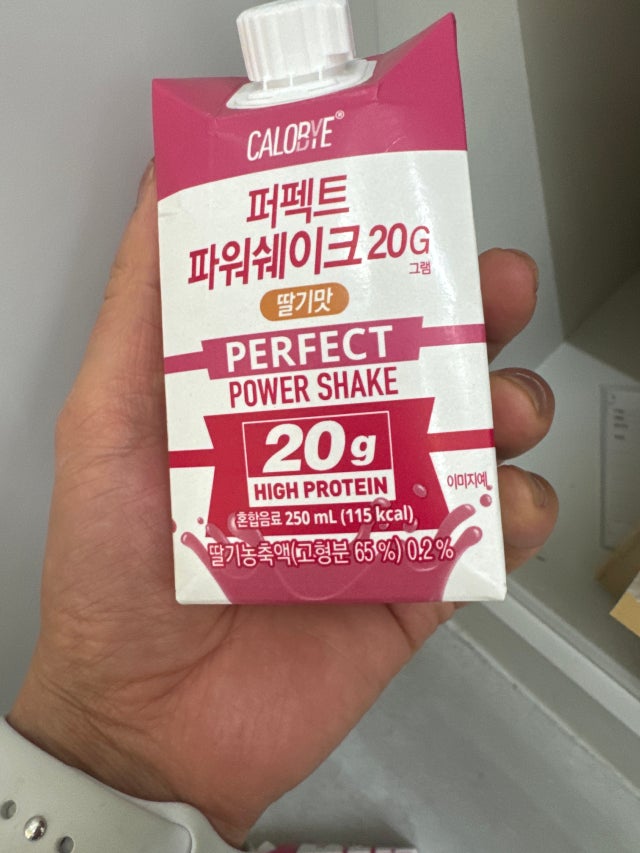 CALOBYE®
퍼펙트
파워쉐이크 20G
그램
딸기맛
PERFECT
POWER SHAKE
20g
HIGH PROTEIN
이미지예
혼합음료 250 mL (115 kcal)
딸기농축액(고형분 65 %) 0.2 %